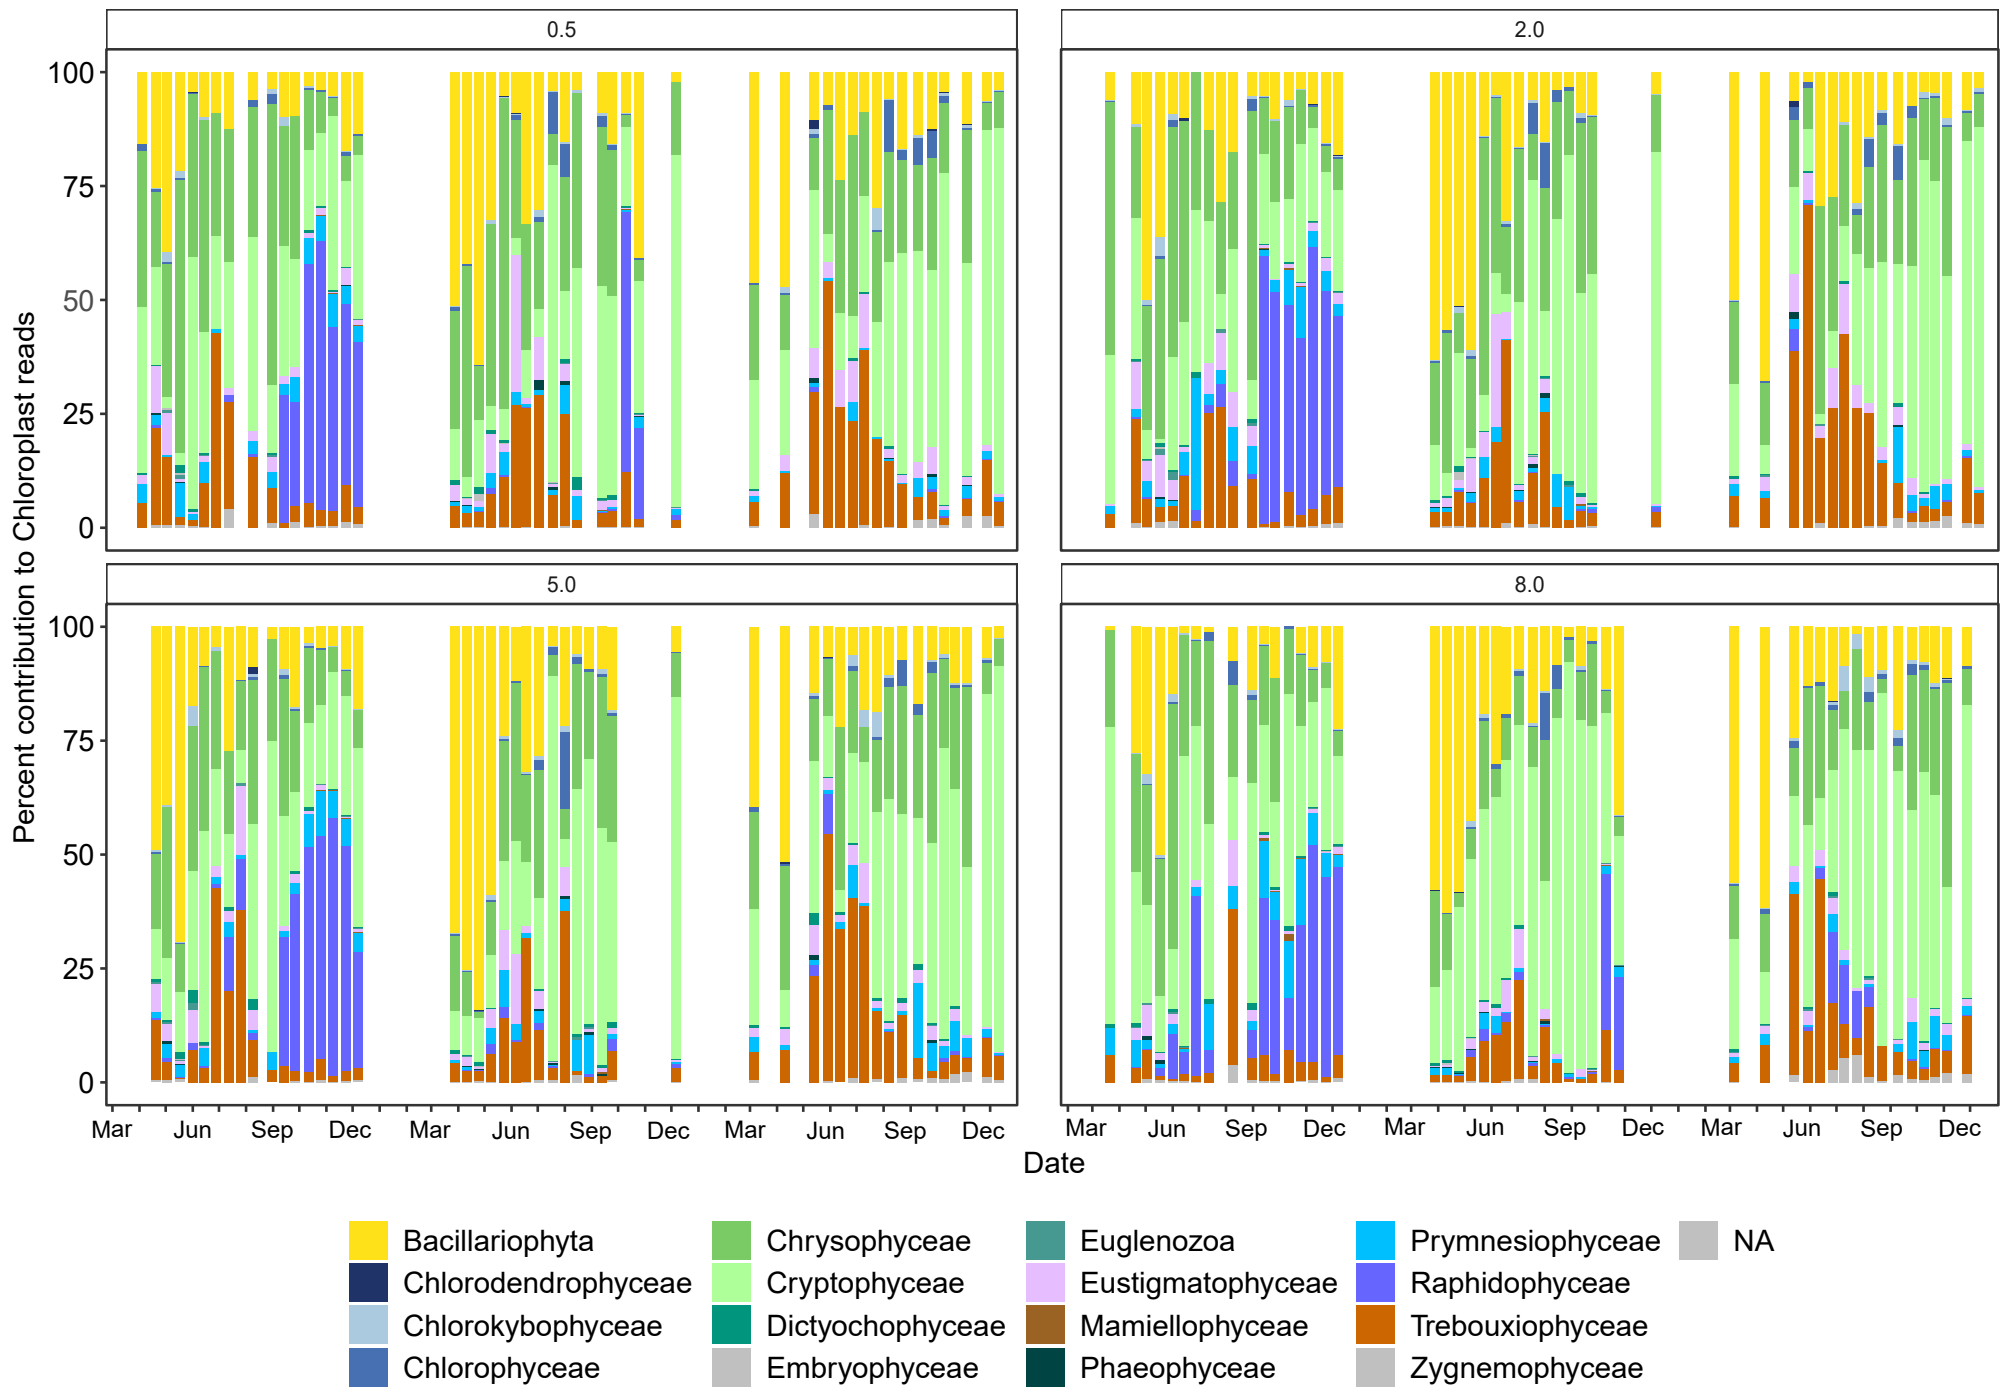 0.5
2.0
100
75
50
25
0
5.0
8.0
100
75
50
25
0
Percent contribution to Chloroplast reads
Mar Jun Sep Dec Mar Jun Sep Dec Mar Jun Sep Dec
Mar Jun Sep Dec Mar Jun Sep Dec Mar Jun Sep Dec
Date
Bacillariophyta Chrysophyceae Euglenozoa Prymnesiophyceae NA
Chlorodendrophyceae Cryptophyceae Eustigmatophyceae Raphidophyceae
Chlorokybophyceae Dictyochophyceae Mamiellophyceae Trebouxiophyceae
Chlorophyceae Embryophyceae Phaeophyceae Zygnemophyceae